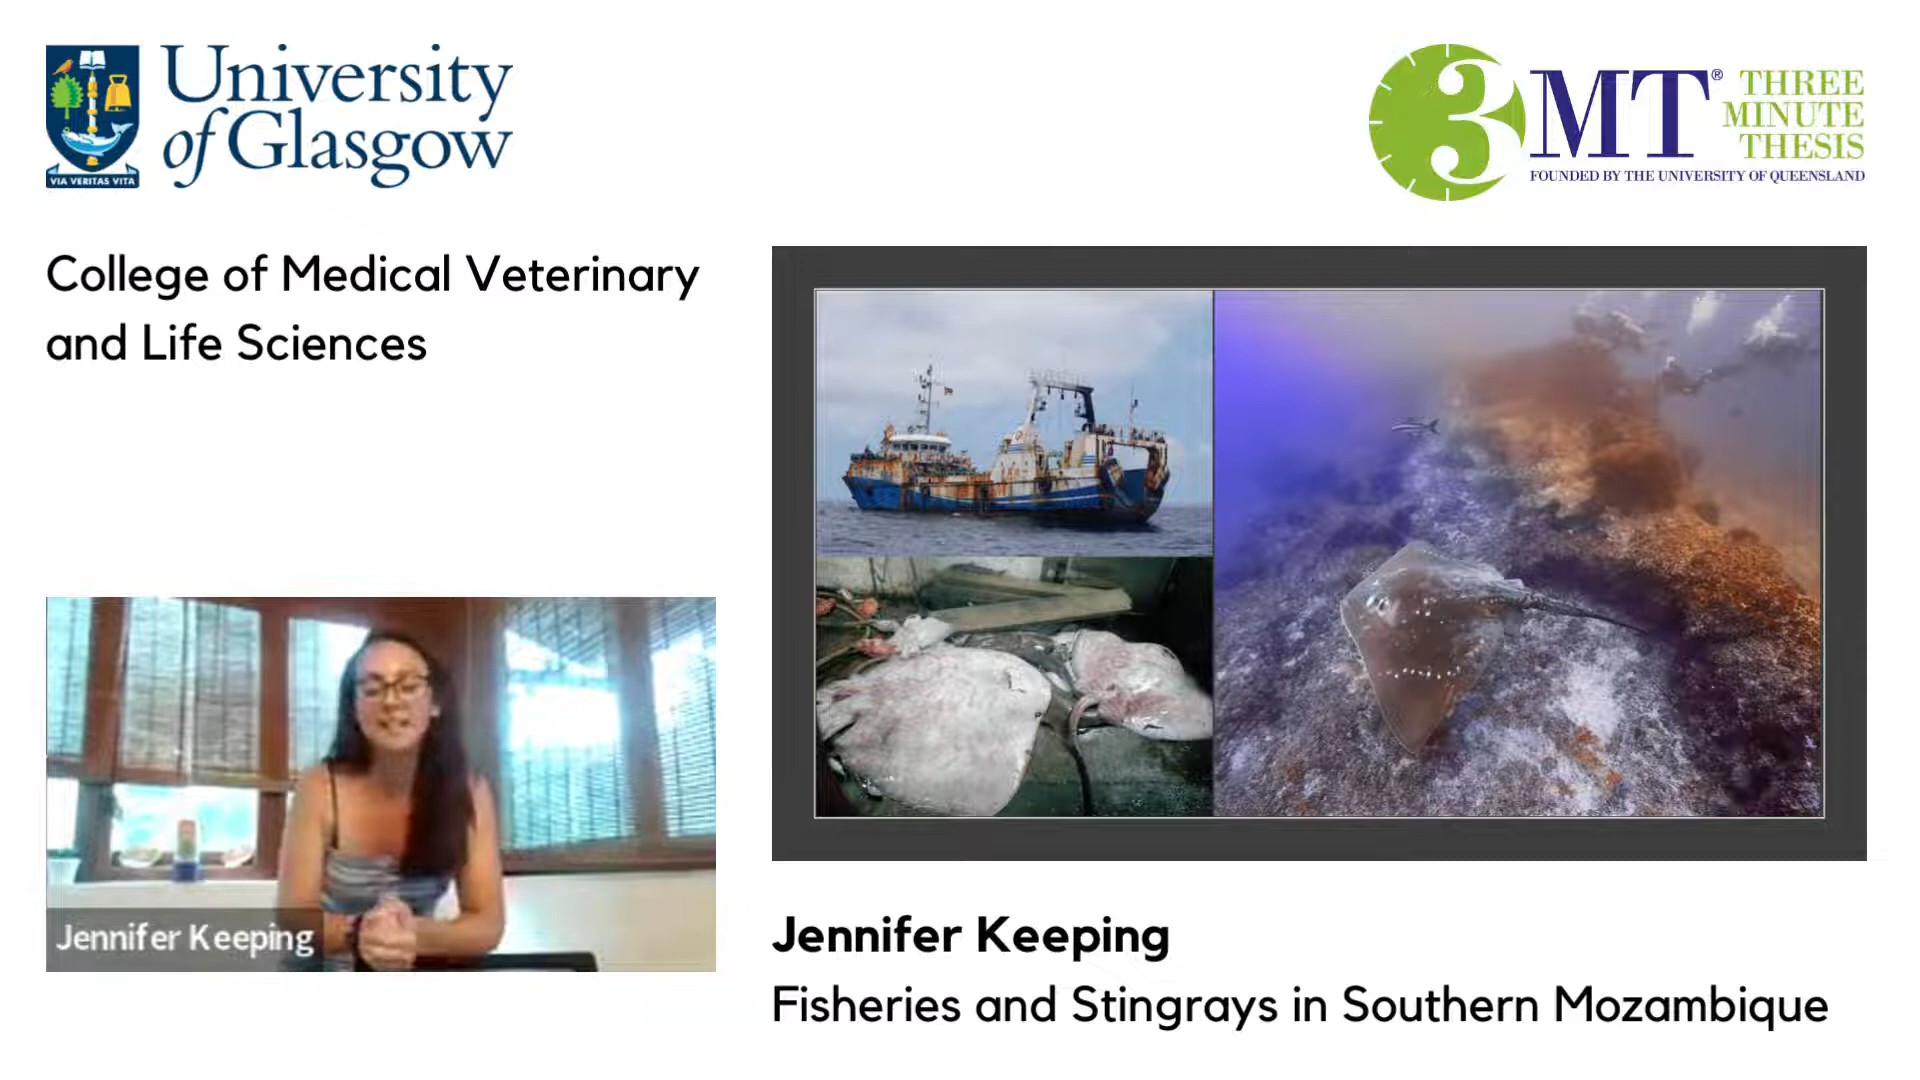 University
of Glasgow
VIA VERITAS VITA
3MT® THREE
MINUTE
THESIS
FOUNDED BY THE UNIVERSITY OF QUEENSLAND
College of Medical Veterinary
and Life Sciences
Jennifer Keeping
Jennifer Keeping
Fisheries and Stingrays in Southern Mozambique